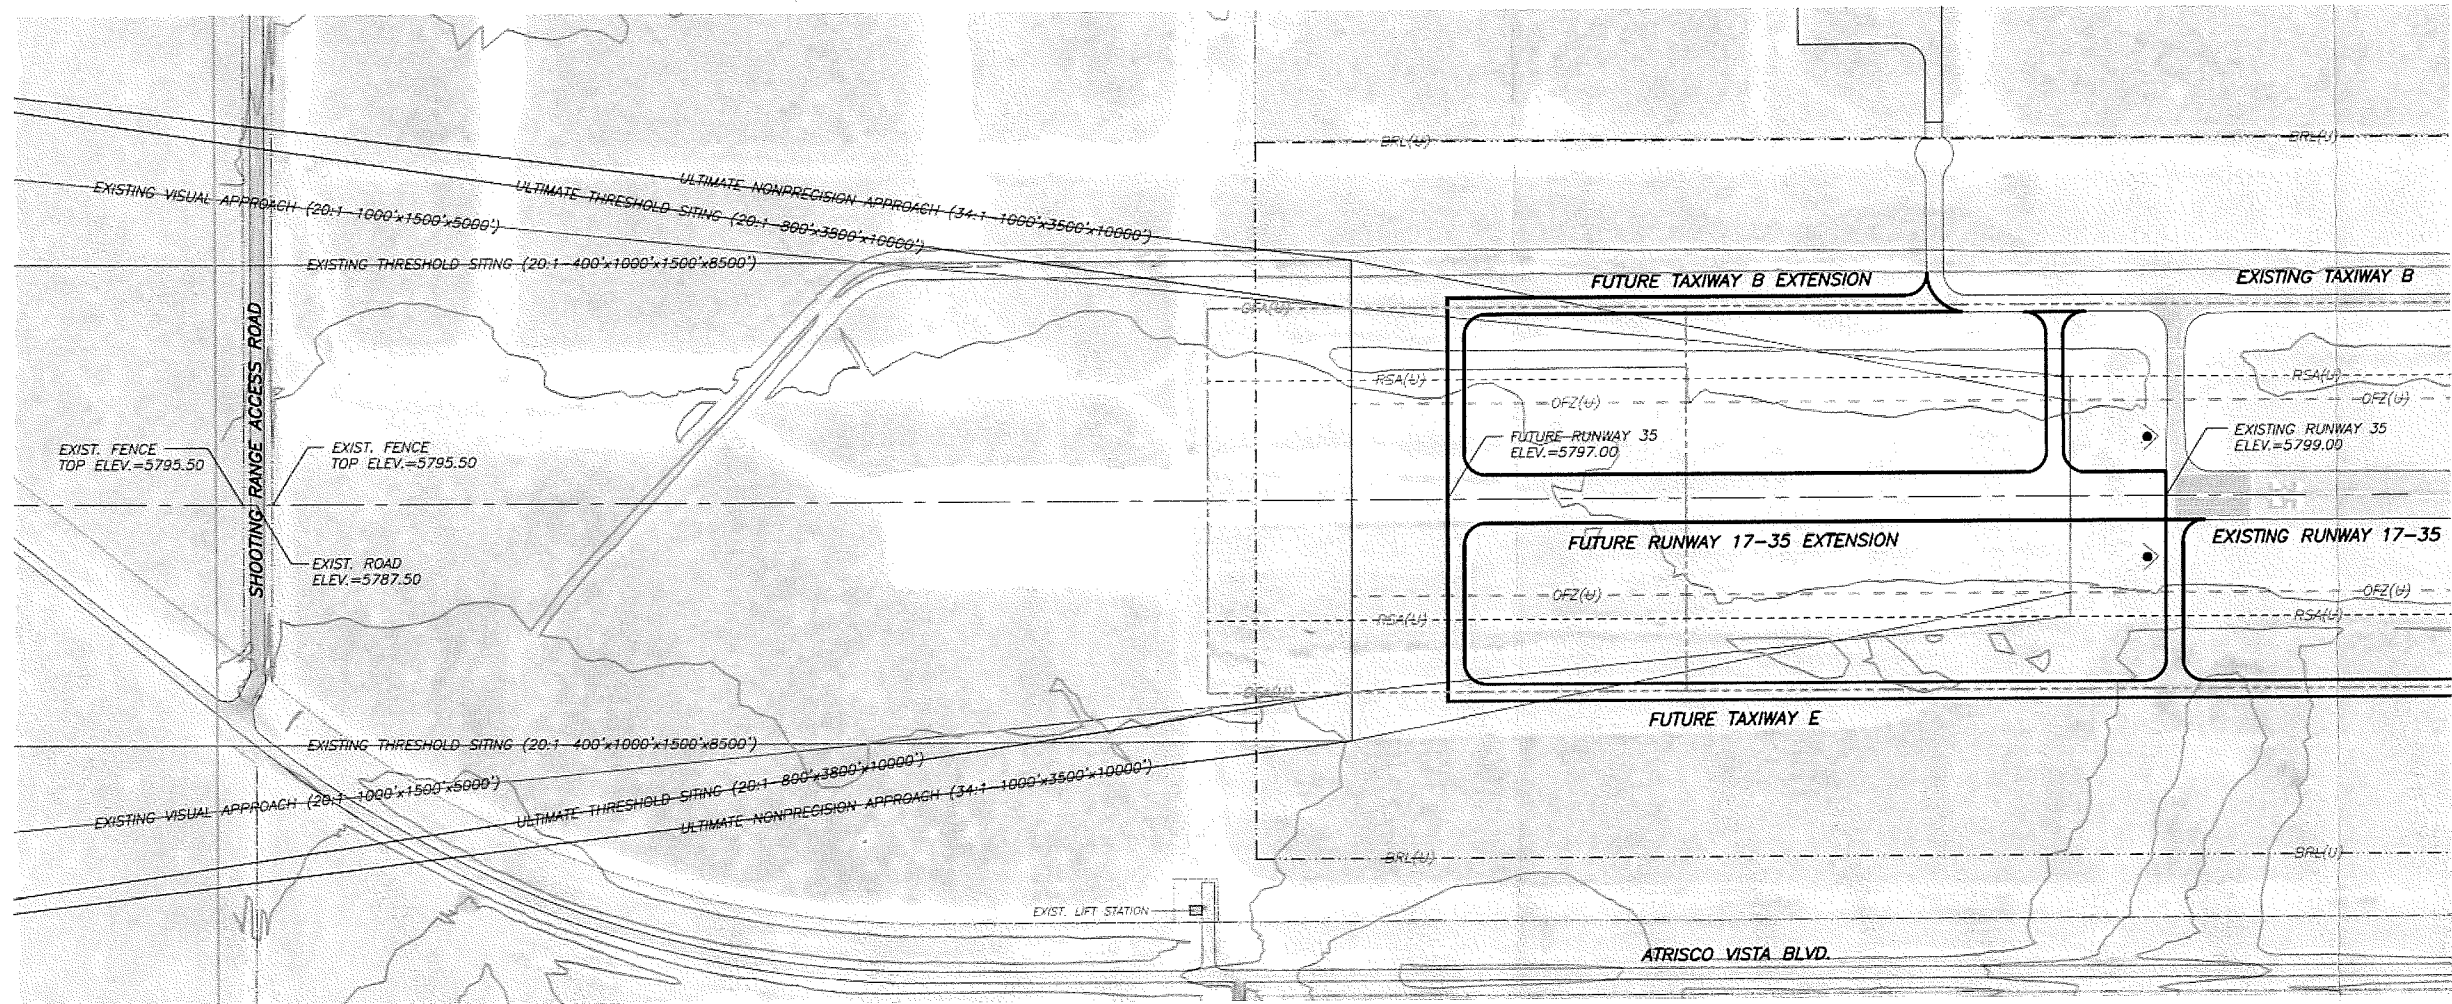 BRL(U)
BRL(U)
ULTIMATE NONPRECISION APPROACH (34:1-1000'x3500'x10000')
ULTIMATE THRESHOLD SITING (20:1-800'x3800'x10000')
EXISTING VISUAL APPROACH (20:1-1000'x1500'x5000')
EXISTING THRESHOLD SITING (20:1-400'x1000'x1500'x8500')
FUTURE TAXIWAY B EXTENSION
EXISTING TAXIWAY B
OFA(U)
RSA(U)
RSA(U)
OFZ(U)
OFZ(U)
SHOOTING RANGE ACCESS ROAD
EXIST. FENCE
TOP ELEV.=5795.50
EXIST. FENCE
TOP ELEV.=5795.50
FUTURE RUNWAY 35
ELEV.=5797.00
EXISTING RUNWAY 35
ELEV.=5799.00
EXIST. ROAD
ELEV.=5787.50
FUTURE RUNWAY 17-35 EXTENSION
EXISTING RUNWAY 17-35
OFZ(U)
OFZ(U)
RSA(U)
RSA(U)
OFA(U)
FUTURE TAXIWAY E
EXISTING THRESHOLD SITING (20:1-400'x1000'x1500'x8500')
EXISTING VISUAL APPROACH (20:1-1000'x1500'x5000')
ULTIMATE THRESHOLD SITING (20:1-800'x3800'x10000')
ULTIMATE NONPRECISION APPROACH (34:1-1000'x3500'x10000')
BRL(U)
BRL(U)
EXIST. LIFT STATION
ATRISCO VISTA BLVD.